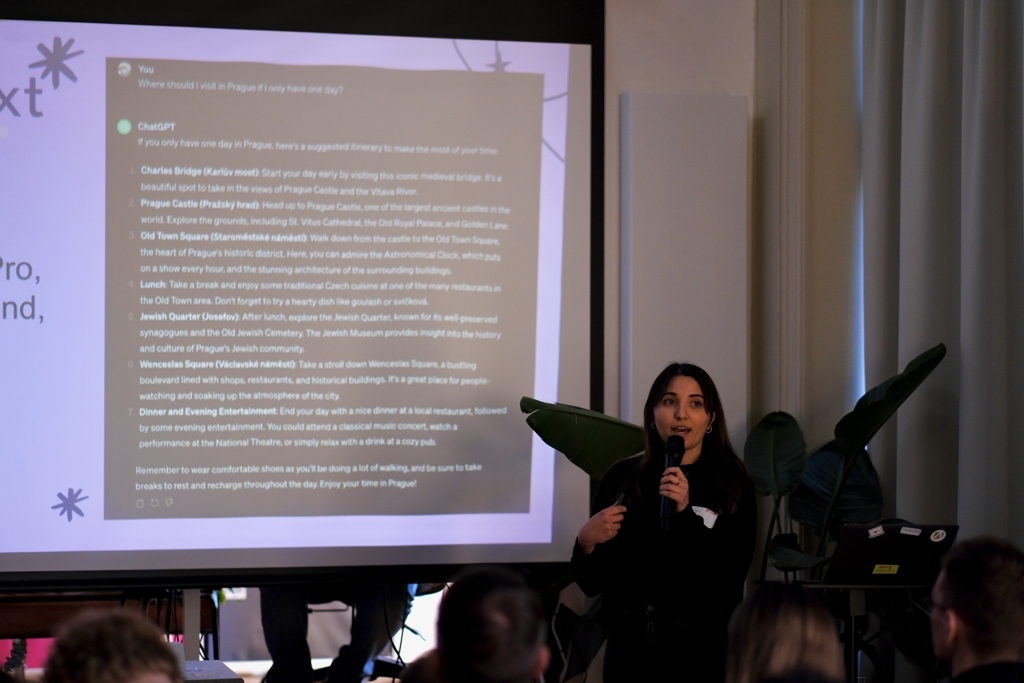 xt
Pro,
nd,
You
Where should I visit in Prague if I only have one day?
ChatGPT
If you only have one day in Prague, here's a suggested itinerary to make the most of your time:
1. Charles Bridge (Karlův most): Start your day early by visiting this iconic medieval bridge. It's a
beautiful spot to take in the views of Prague Castle and the Vltava River.
2. Prague Castle (Pražský hrad): Head up to Prague Castle, one of the largest ancient castles in the
world. Explore the grounds, including St. Vitus Cathedral, the Old Royal Palace, and Golden Lane.
3. Old Town Square (Staroměstské náměstí): Walk down from the castle to the Old Town Square,
the heart of Prague's historic district. Here, you can admire the Astronomical Clock, which puts
on a show every hour, and the stunning architecture of the surrounding buildings.
4. Lunch: Take a break and enjoy some traditional Czech cuisine at one of the many restaurants in
the Old Town area. Don't forget to try a hearty dish like goulash or svíčková.
5. Jewish Quarter (Josefov): After lunch, explore the Jewish Quarter, known for its well-preserved
synagogues and the Old Jewish Cemetery. The Jewish Museum provides insight into the history
and culture of Prague's Jewish community.
6. Wenceslas Square (Václavské náměstí): Take a stroll down Wenceslas Square, a bustling
boulevard lined with shops, restaurants, and historical buildings. It's a great place for people-
watching and soaking up the atmosphere of the city.
7. Dinner and Evening Entertainment: End your day with a nice dinner at a local restaurant, followed
by some evening entertainment. You could attend a classical music concert, watch a
performance at the National Theatre, or simply relax with a drink at a cozy pub.
Remember to wear comfortable shoes as you'll be doing a lot of walking, and be sure to take
breaks to rest and recharge throughout the day. Enjoy your time in Prague!